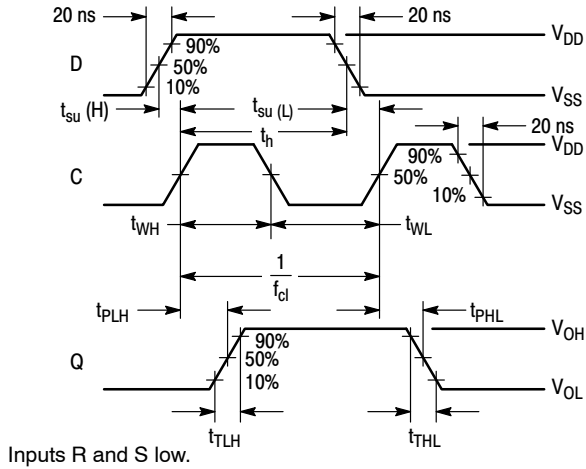 20 ns
20 ns
V_DD
D
90%
50%
10%
V_SS
t_su (H)
t_su (L)
t_h
20 ns
V_DD
C
90%
50%
10%
V_SS
t_WH
t_WL
1
f_cl
t_PLH
t_PHL
V_OH
Q
90%
50%
10%
V_OL
t_TLH
t_THL
Inputs R and S low.